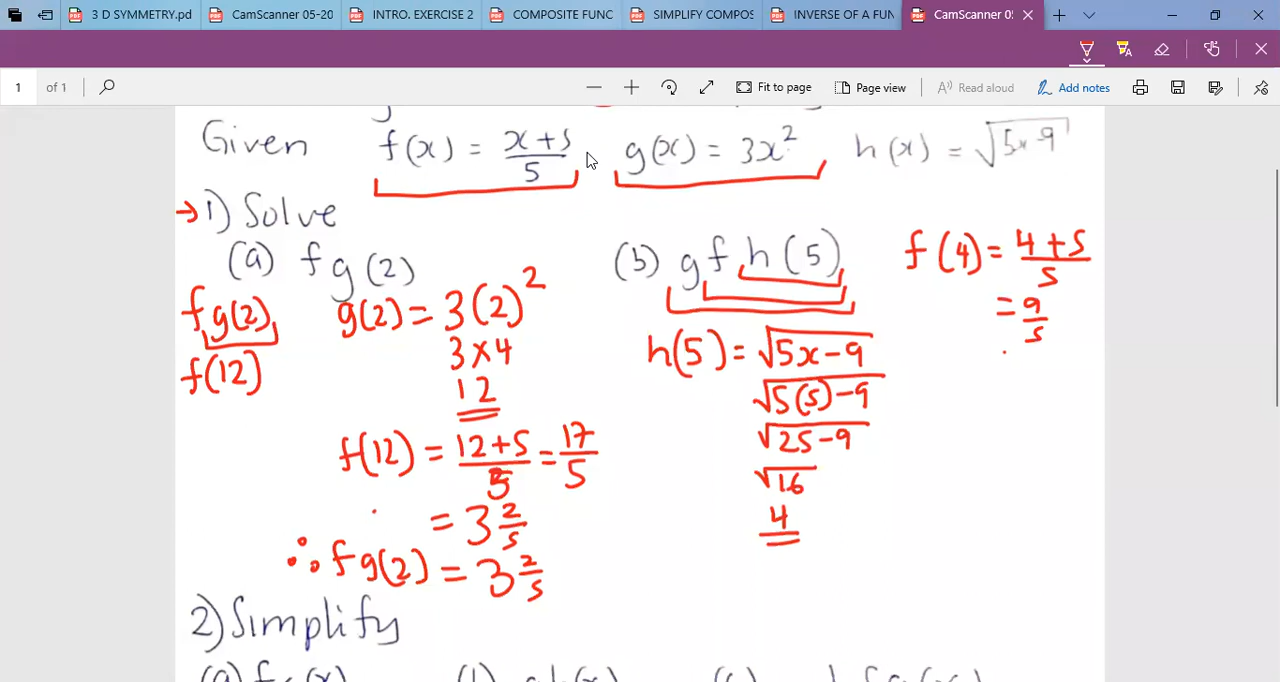 3 D SYMMETRY.pd
CamScanner 05-20
INTRO. EXERCISE 2
COMPOSITE FUNC
SIMPLIFY COMPOS
INVERSE OF A FUN
CamScanner 05
1 of 1
Fit to page
Page view
Read aloud
Add notes
Given f(x) = x+5/5 g(x) = 3x² h(x) = √5x-9
→ 1) Solve
(a) fg(2)
(b) gfh(5)
fg(2)
f(12)
g(2) = 3(2)²
3 × 4
12
f(12) = 12+5/5 = 17/5
= 3 2/5
∴ fg(2) = 3 2/5
h(5) = √5x-9
√5(5)-9
√25-9
√16
4
f(4) = 4+5/5
= 9/5
2) Simplify